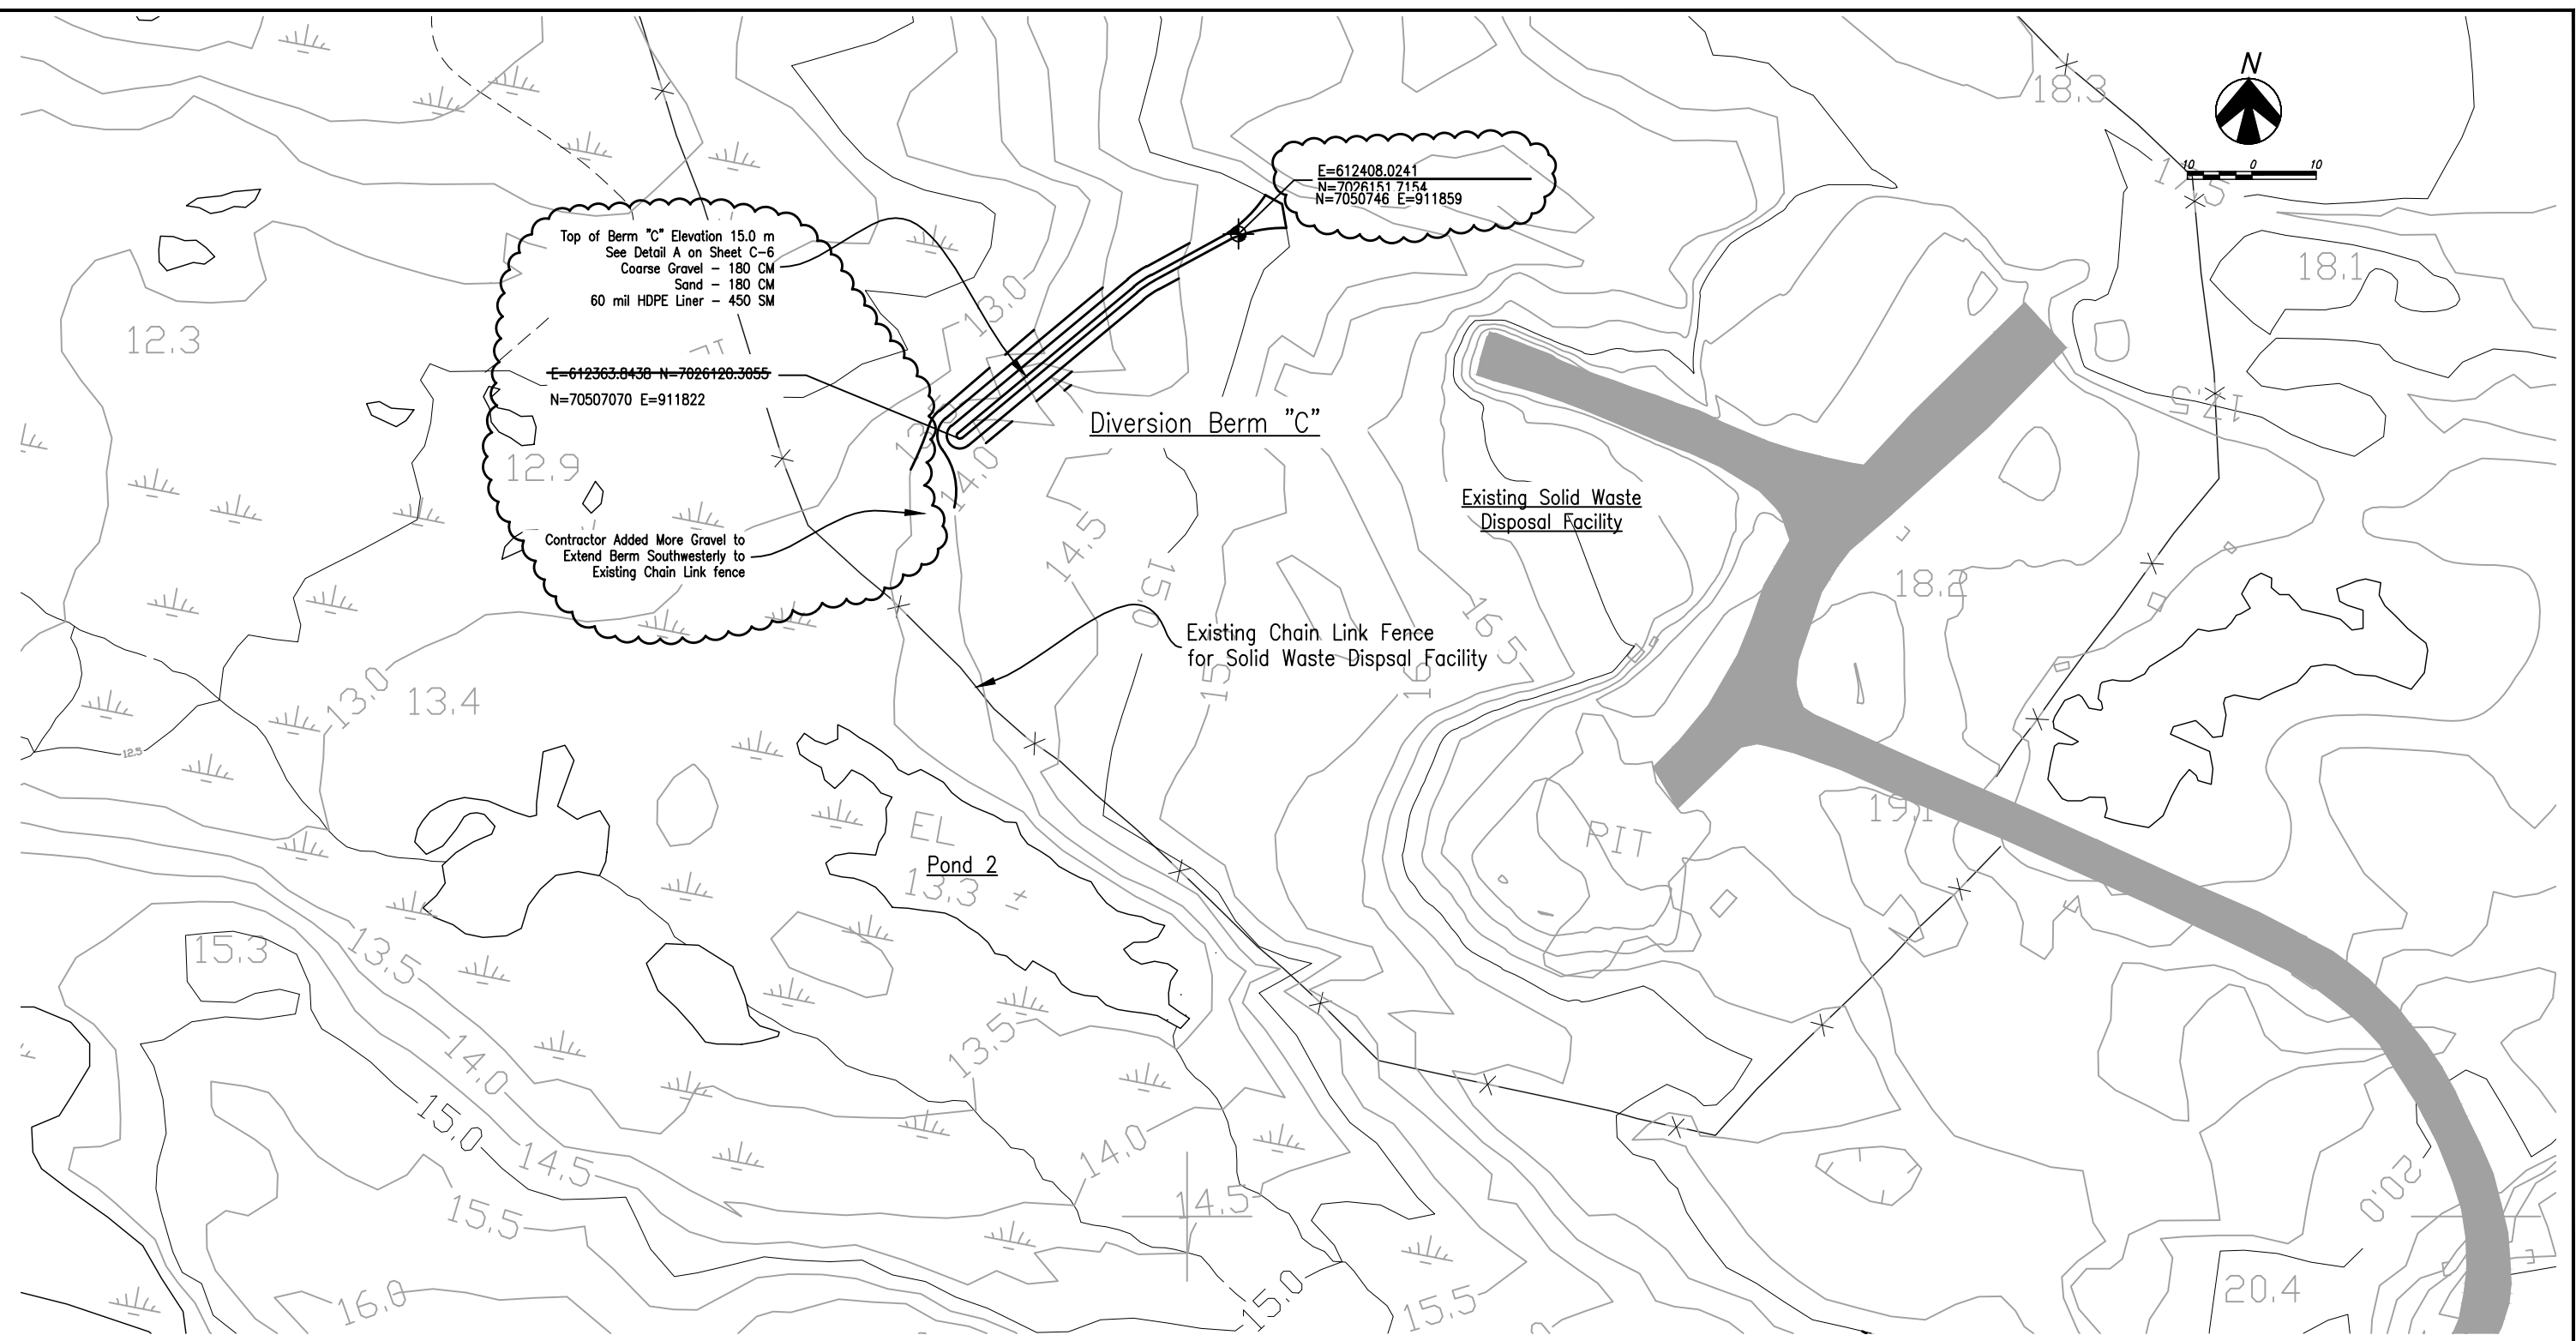 N
18.3
17.5
10 0 10
E=612408.0241
N=7026151.7154
N=7050746 E=911859
Top of Berm "C" Elevation 15.0 m
See Detail A on Sheet C-6
Coarse Gravel - 180 CM
Sand - 180 CM
60 mil HDPE Liner - 450 SM
18.1
13.0
12.3
E=612363.8438 N=7026120.3055
N=70507070 E=911822
17.5
Diversion Berm "C"
12.9
14.0
Existing Solid Waste
Disposal Facility
14.5
Contractor Added More Gravel to
Extend Berm Southwesterly to
Existing Chain Link fence
15.0
18.2
16.5
Existing Chain Link Fence
for Solid Waste Dispsal Facility
15
16
13.0
13.4
12.5
19.1
EL
PIT
Pond 2
13.3 ±
15.3
13.5
13.5
14.0
15.0
14.0
14.5
14.5
20.0
15.5
15.0
16.0
15.5
20.4